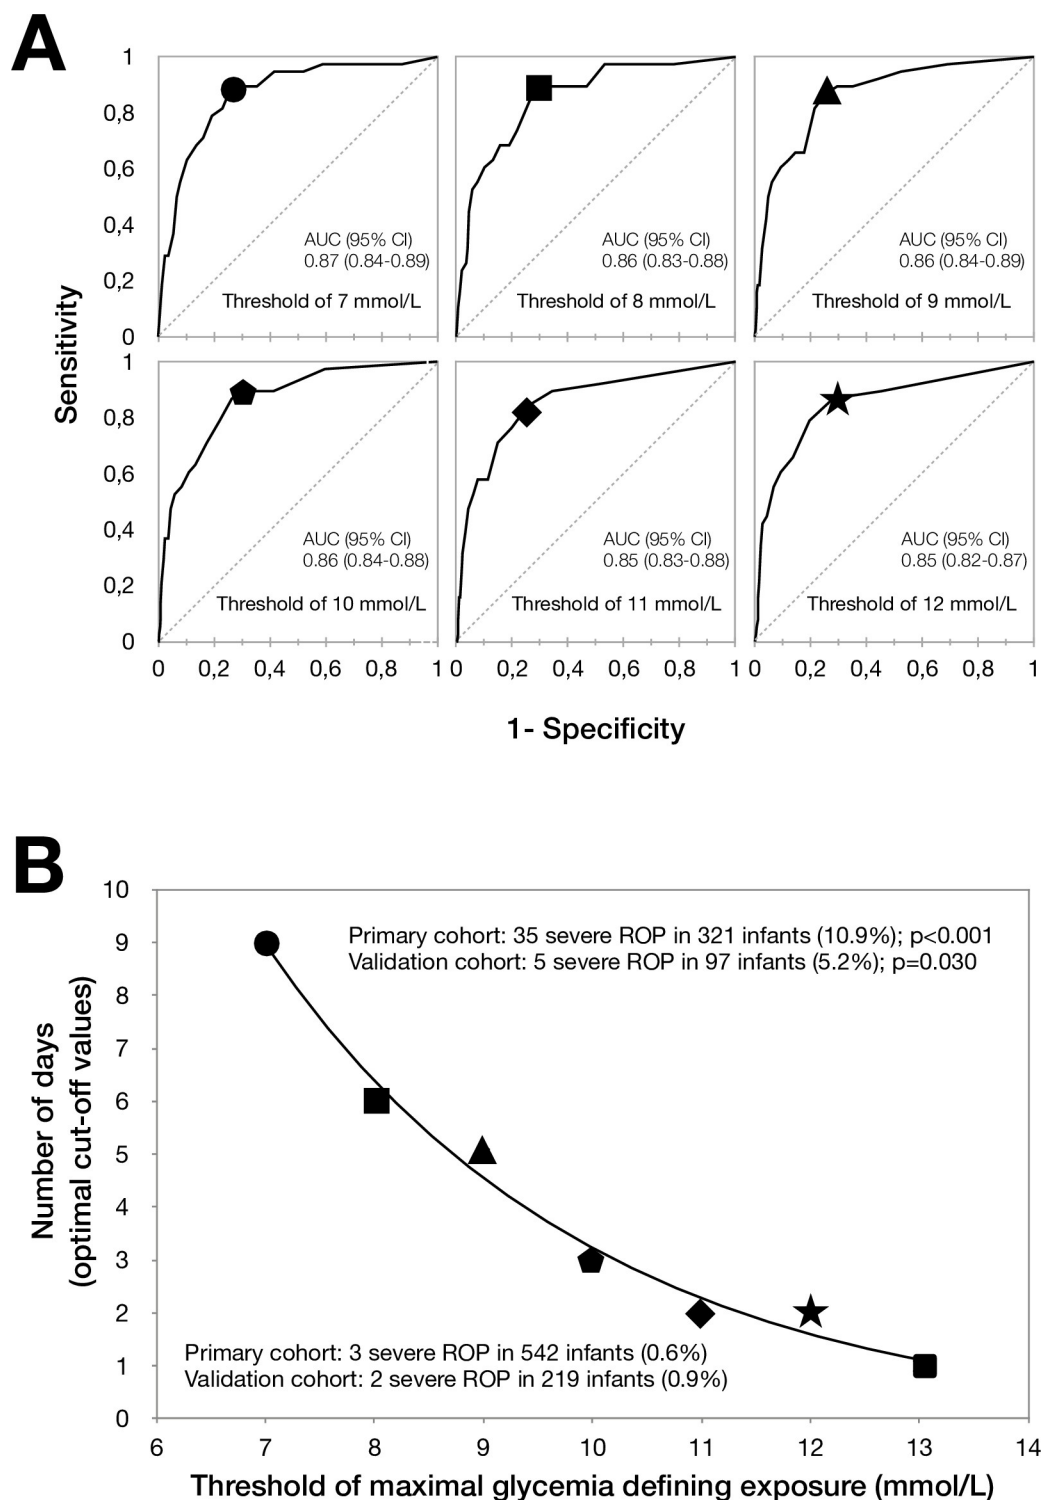 A
1
0,8
0,6
0,4
0,2
0
AUC (95% CI)
0.87 (0.84-0.89)
Threshold of 7 mmol/L
AUC (95% CI)
0.86 (0.83-0.88)
Threshold of 8 mmol/L
AUC (95% CI)
0.86 (0.84-0.89)
Threshold of 9 mmol/L
Sensitivity
1
0,8
0,6
0,4
0,2
0
AUC (95% CI)
0.86 (0.84-0.88)
Threshold of 10 mmol/L
AUC (95% CI)
0.85 (0.83-0.88)
Threshold of 11 mmol/L
AUC (95% CI)
0.85 (0.82-0.87)
Threshold of 12 mmol/L
0 0,2 0,4 0,6 0,8 1 0 0,2 0,4 0,6 0,8 1 0 0,2 0,4 0,6 0,8 1
1- Specificity
B
Number of days
(optimal cut-off values)
10
9
8
7
6
5
4
3
2
1
0
Primary cohort: 35 severe ROP in 321 infants (10.9%); p<0.001
Validation cohort: 5 severe ROP in 97 infants (5.2%); p=0.030
Primary cohort: 3 severe ROP in 542 infants (0.6%)
Validation cohort: 2 severe ROP in 219 infants (0.9%)
6 7 8 9 10 11 12 13 14
Threshold of maximal glycemia defining exposure (mmol/L)